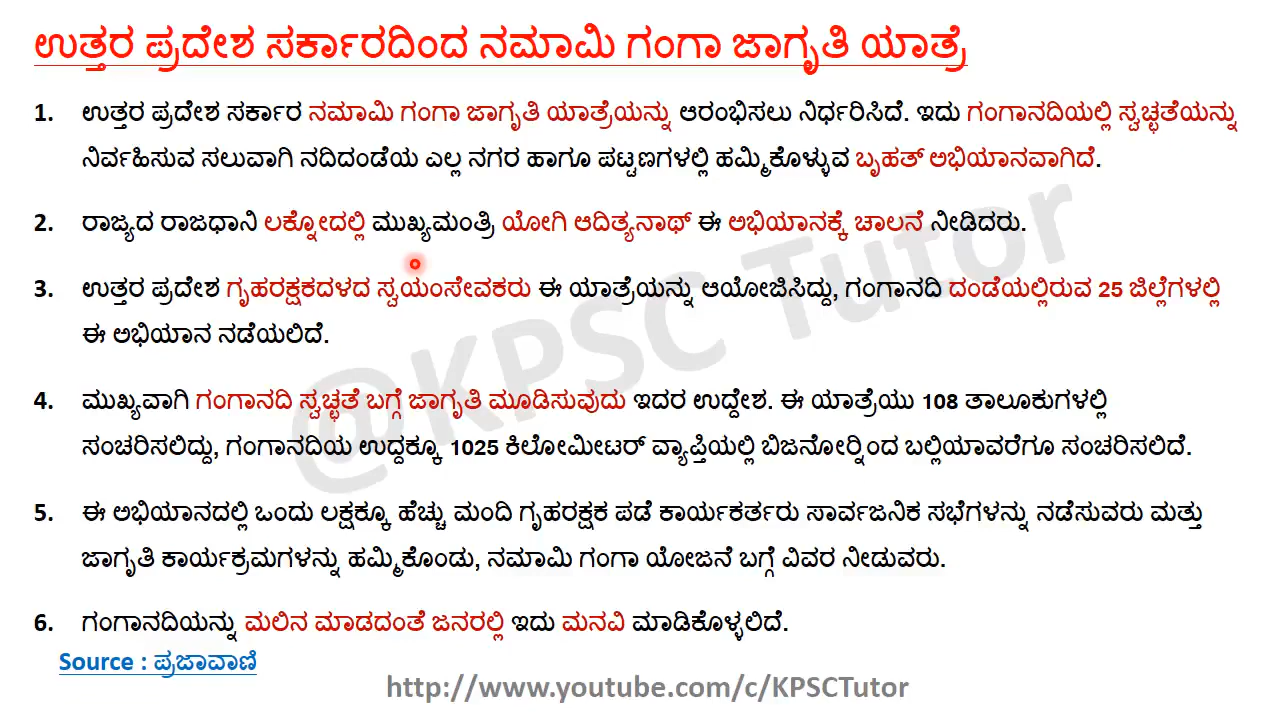 ಉತ್ತರ ಪ್ರದೇಶ ಸರ್ಕಾರದಿಂದ ನಮಾಮಿ ಗಂಗಾ ಜಾಗೃತಿ ಯಾತ್ರೆ
1. ಉತ್ತರ ಪ್ರದೇಶ ಸರ್ಕಾರ ನಮಾಮಿ ಗಂಗಾ ಜಾಗೃತಿ ಯಾತ್ರೆಯನ್ನು ಆರಂಭಿಸಲು ನಿರ್ಧರಿಸಿದೆ. ಇದು ಗಂಗಾನದಿಯಲ್ಲಿ ಸ್ವಚ್ಛತೆಯನ್ನು
ನಿರ್ವಹಿಸುವ ಸಲುವಾಗಿ ನದಿದಂಡೆಯ ಎಲ್ಲ ನಗರ ಹಾಗೂ ಪಟ್ಟಣಗಳಲ್ಲಿ ಹಮ್ಮಿಕೊಳ್ಳುವ ಬೃಹತ್ ಅಭಿಯಾನವಾಗಿದೆ.
2. ರಾಜ್ಯದ ರಾಜಧಾನಿ ಲಕ್ನೋದಲ್ಲಿ ಮುಖ್ಯಮಂತ್ರಿ ಯೋಗಿ ಆದಿತ್ಯನಾಥ್ ಈ ಅಭಿಯಾನಕ್ಕೆ ಚಾಲನೆ ನೀಡಿದರು.
3. ಉತ್ತರ ಪ್ರದೇಶ ಗೃಹರಕ್ಷಕದಳದ ಸ್ವಯಂಸೇವಕರು ಈ ಯಾತ್ರೆಯನ್ನು ಆಯೋಜಿಸಿದ್ದು, ಗಂಗಾನದಿ ದಂಡೆಯಲ್ಲಿರುವ 25 ಜಿಲ್ಲೆಗಳಲ್ಲಿ
ಈ ಅಭಿಯಾನ ನಡೆಯಲಿದೆ.
4. ಮುಖ್ಯವಾಗಿ ಗಂಗಾನದಿ ಸ್ವಚ್ಛತೆ ಬಗ್ಗೆ ಜಾಗೃತಿ ಮೂಡಿಸುವುದು ಇದರ ಉದ್ದೇಶ. ಈ ಯಾತ್ರೆಯು 108 ತಾಲೂಕುಗಳಲ್ಲಿ
ಸಂಚರಿಸಲಿದ್ದು, ಗಂಗಾನದಿಯ ಉದ್ದಕ್ಕೂ 1025 ಕಿಲೋಮೀಟರ್ ವ್ಯಾಪ್ತಿಯಲ್ಲಿ ಬಿಜನೋರ್‍ನಿಂದ ಬಲ್ಲಿಯಾವರೆಗೂ ಸಂಚರಿಸಲಿದೆ.
5. ಈ ಅಭಿಯಾನದಲ್ಲಿ ಒಂದು ಲಕ್ಷಕ್ಕೂ ಹೆಚ್ಚು ಮಂದಿ ಗೃಹರಕ್ಷಕ ಪಡೆ ಕಾರ್ಯಕರ್ತರು ಸಾರ್ವಜನಿಕ ಸಭೆಗಳನ್ನು ನಡೆಸುವರು ಮತ್ತು
ಜಾಗೃತಿ ಕಾರ್ಯಕ್ರಮಗಳನ್ನು ಹಮ್ಮಿಕೊಂಡು, ನಮಾಮಿ ಗಂಗಾ ಯೋಜನೆ ಬಗ್ಗೆ ವಿವರ ನೀಡುವರು.
6. ಗಂಗಾನದಿಯನ್ನು ಮಲಿನ ಮಾಡದಂತೆ ಜನರಲ್ಲಿ ಇದು ಮನವಿ ಮಾಡಿಕೊಳ್ಳಲಿದೆ.
Source : ಪ್ರಜಾವಾಣಿ
http://www.youtube.com/c/KPSCTutor
@KPSC Tutor